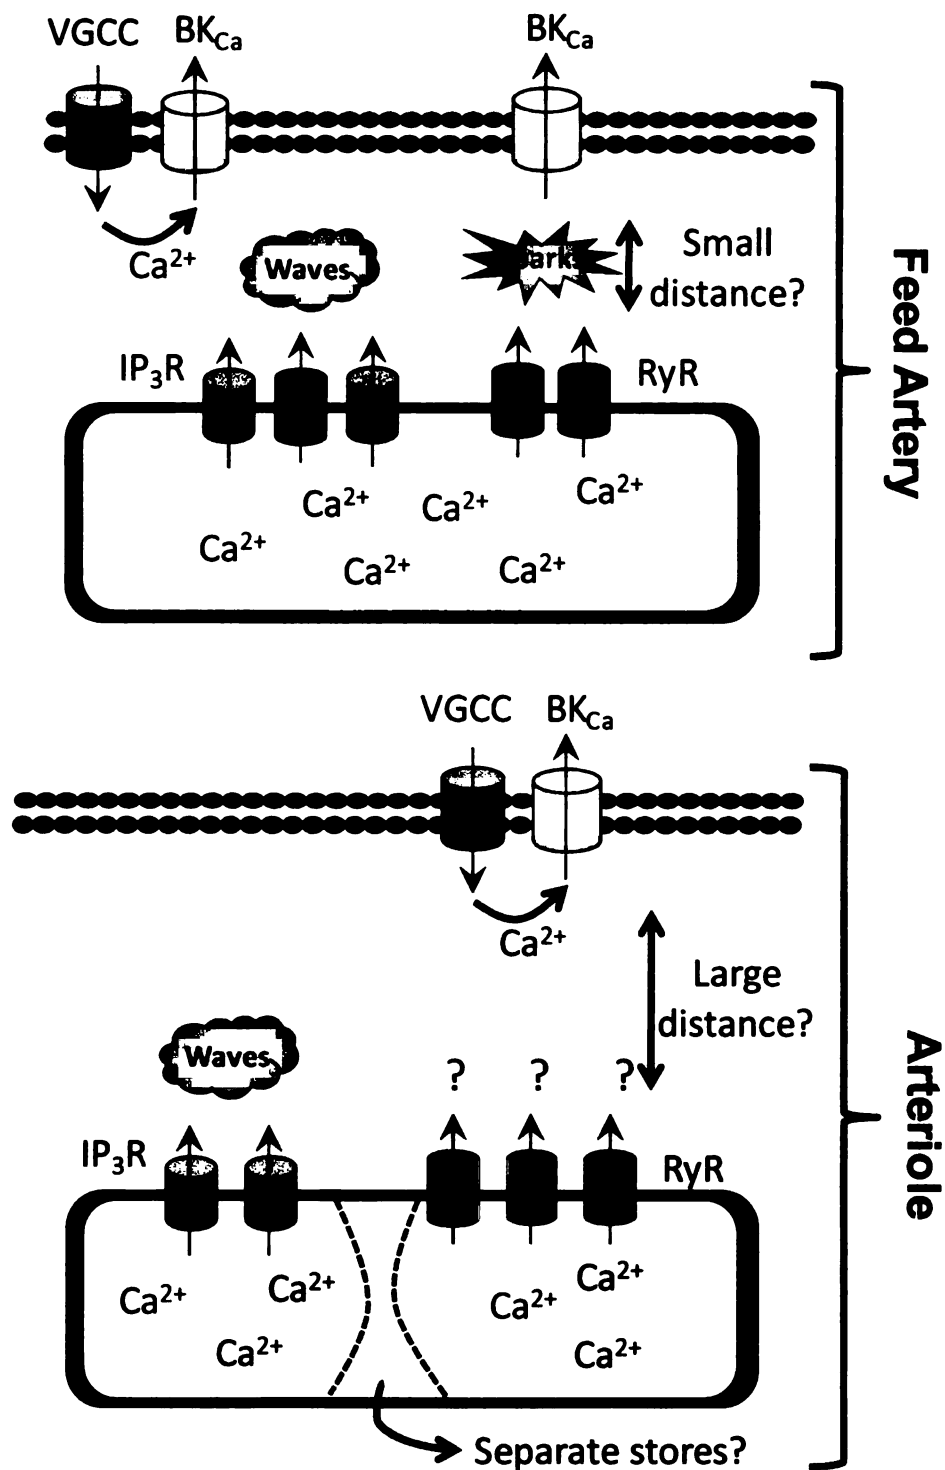 VGCC BKCa BKCa
Ca2+
Waves
Small
distance?
IP3R
RyR
Ca2+ Ca2+ Ca2+
Ca2+ Ca2+ Ca2+
Feed Artery
VGCC BKCa
Ca2+
Large
distance?
Waves
? ? ?
IP3R
RyR
Ca2+ Ca2+ Ca2+ Ca2+
Ca2+ Ca2+
Separate stores?
Arteriole